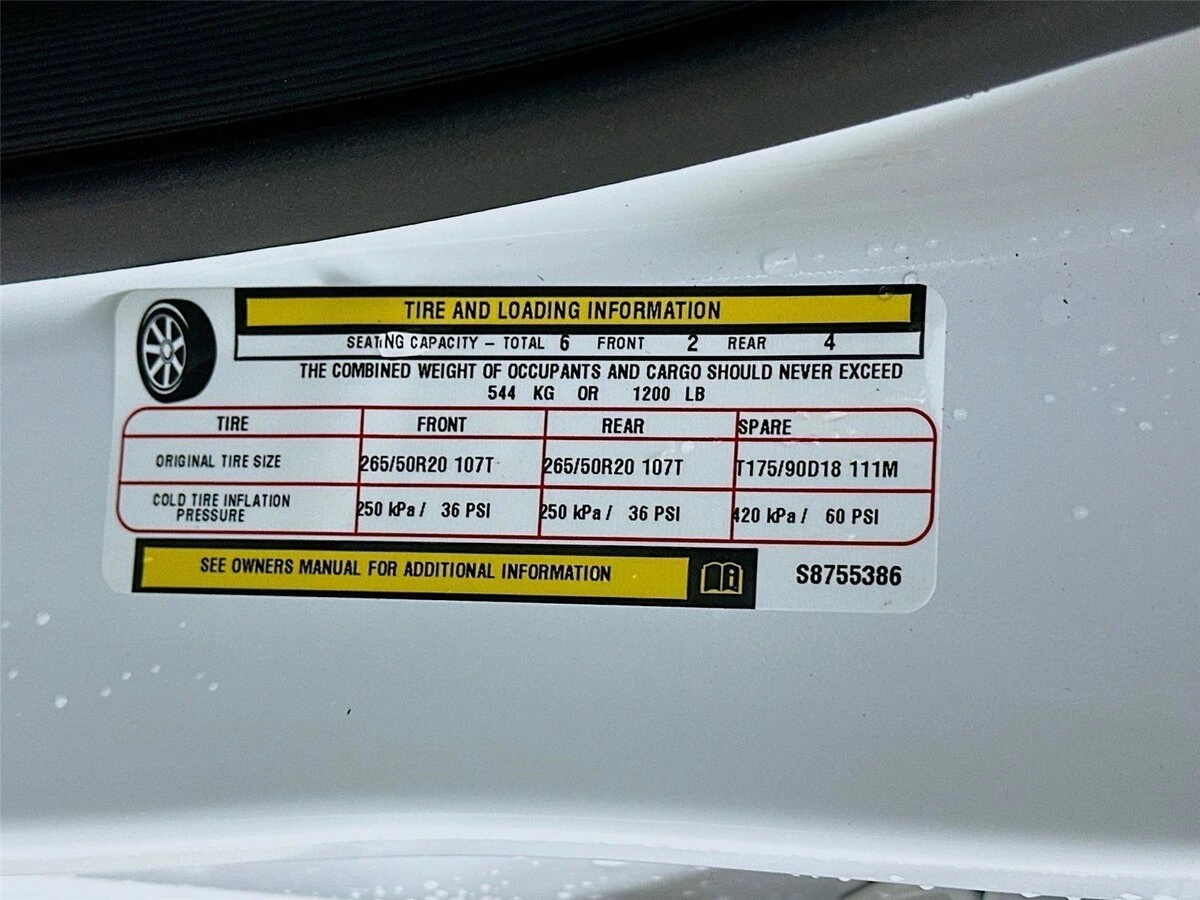 TIRE AND LOADING INFORMATION
SEATING CAPACITY – TOTAL 6 FRONT 2 REAR 4
THE COMBINED WEIGHT OF OCCUPANTS AND CARGO SHOULD NEVER EXCEED
544 KG OR 1200 LB
TIRE FRONT REAR SPARE
ORIGINAL TIRE SIZE 265/50R20 107T 265/50R20 107T T175/90D18 111M
COLD TIRE INFLATION
PRESSURE 250 kPa / 36 PSI 250 kPa / 36 PSI 420 kPa / 60 PSI
SEE OWNERS MANUAL FOR ADDITIONAL INFORMATION
S8755386